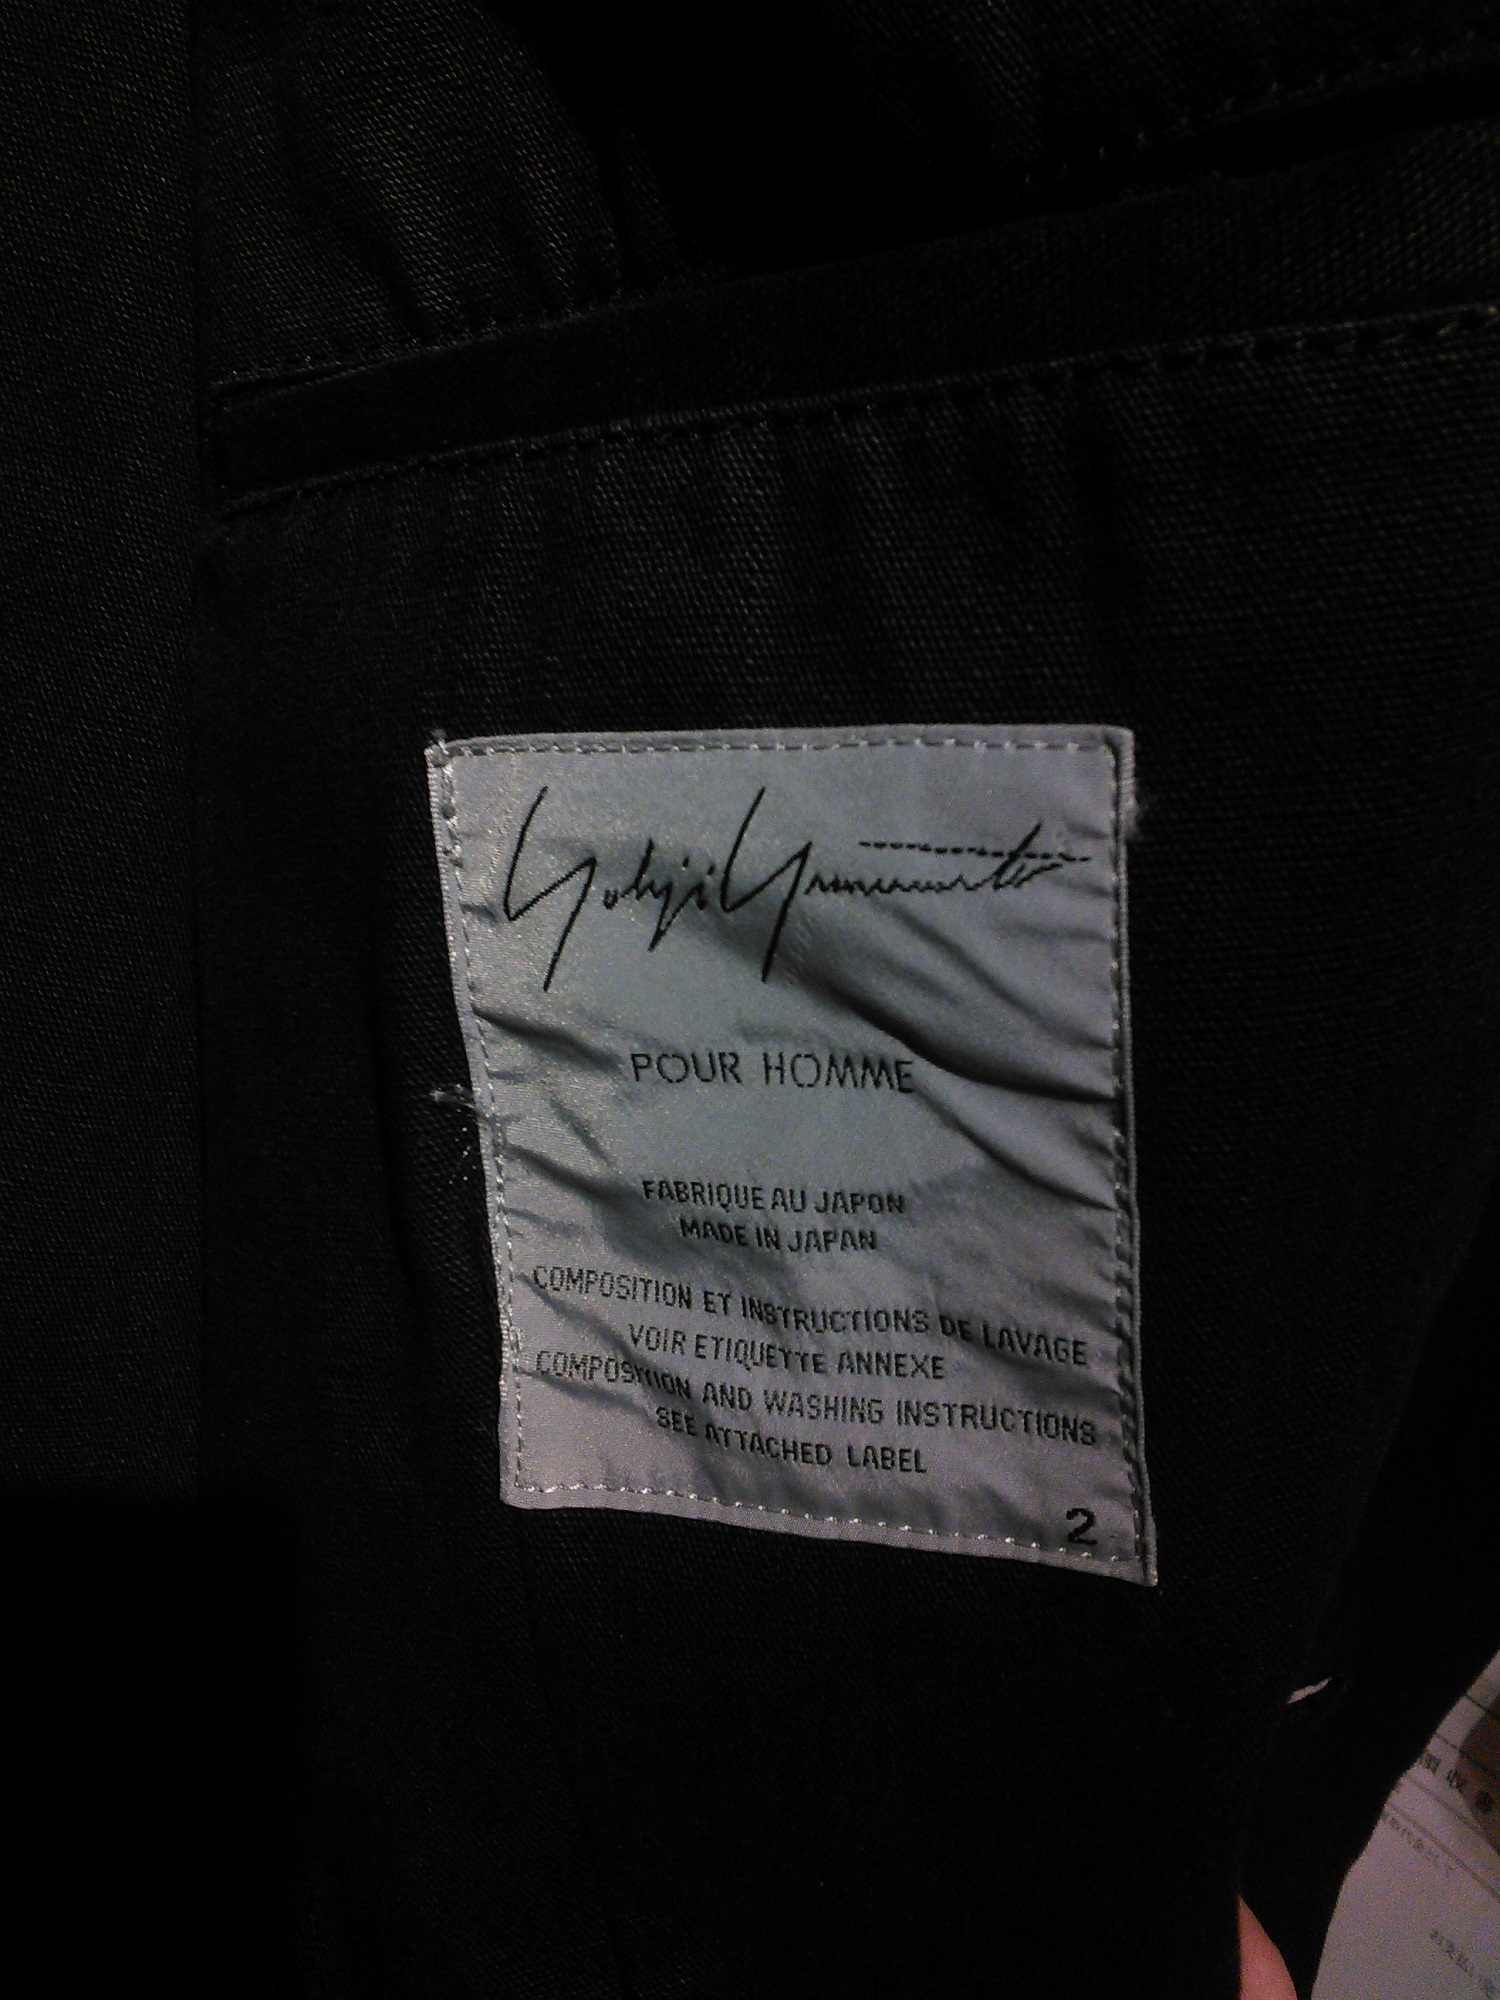 Yohji Yamamoto
POUR HOMME
FABRIQUE AU JAPON
MADE IN JAPAN
COMPOSITION ET INSTRUCTIONS DE LAVAGE
VOIR ETIQUETTE ANNEXE
COMPOSITION AND WASHING INSTRUCTIONS
SEE ATTACHED LABEL
2